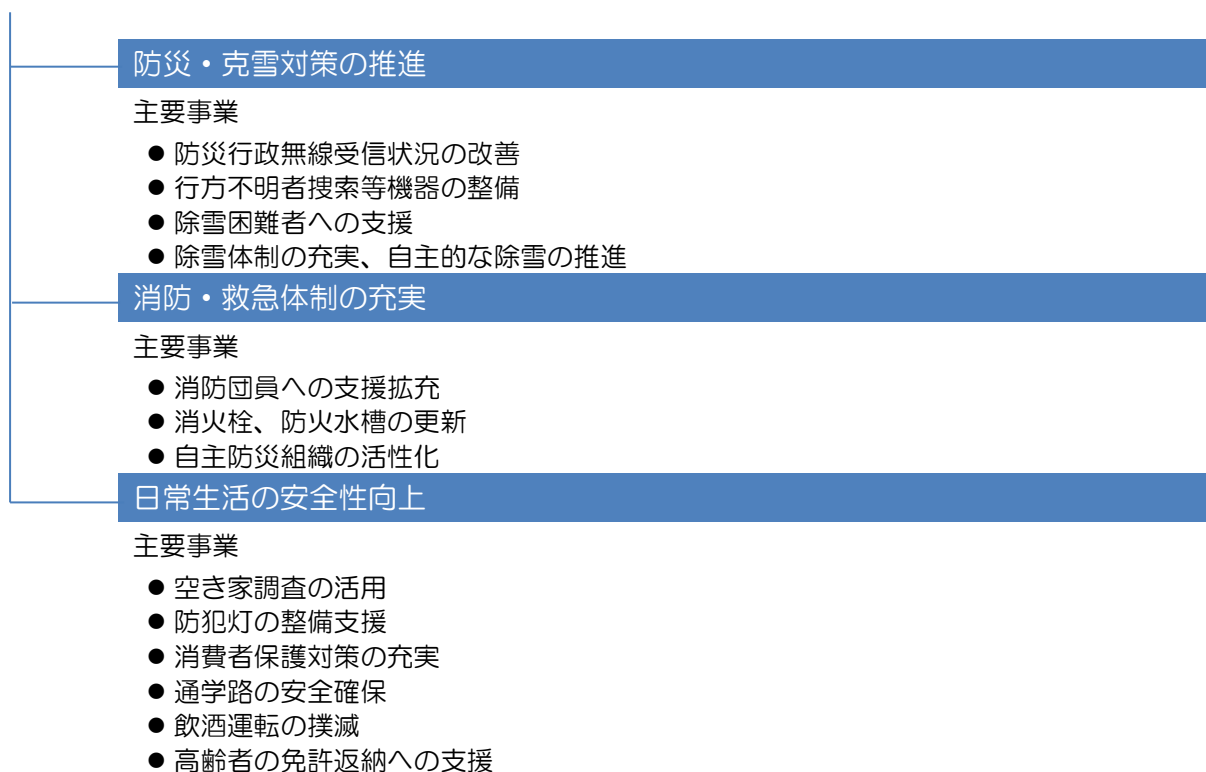 防災・克雪対策の推進
主要事業
● 防災行政無線受信状況の改善
● 行方不明者捜索等機器の整備
● 除雪困難者への支援
● 除雪体制の充実、自主的な除雪の推進
消防・救急体制の充実
主要事業
● 消防団員への支援拡充
● 消火栓、防火水槽の更新
● 自主防災組織の活性化
日常生活の安全性向上
主要事業
● 空き家調査の活用
● 防犯灯の整備支援
● 消費者保護対策の充実
● 通学路の安全確保
● 飲酒運転の撲滅
● 高齢者の免許返納への支援